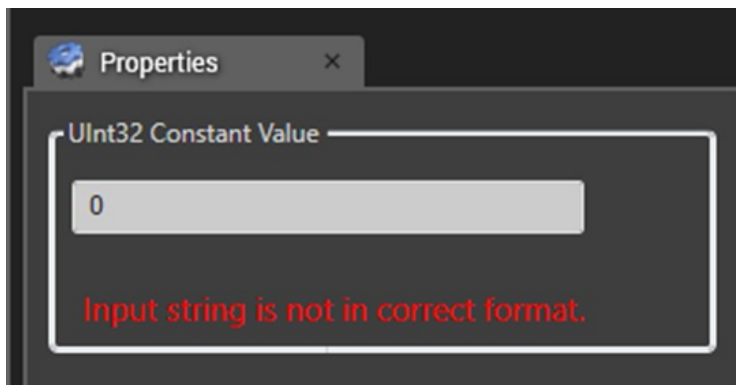 Properties ×
UInt32 Constant Value
0
Input string is not in correct format.